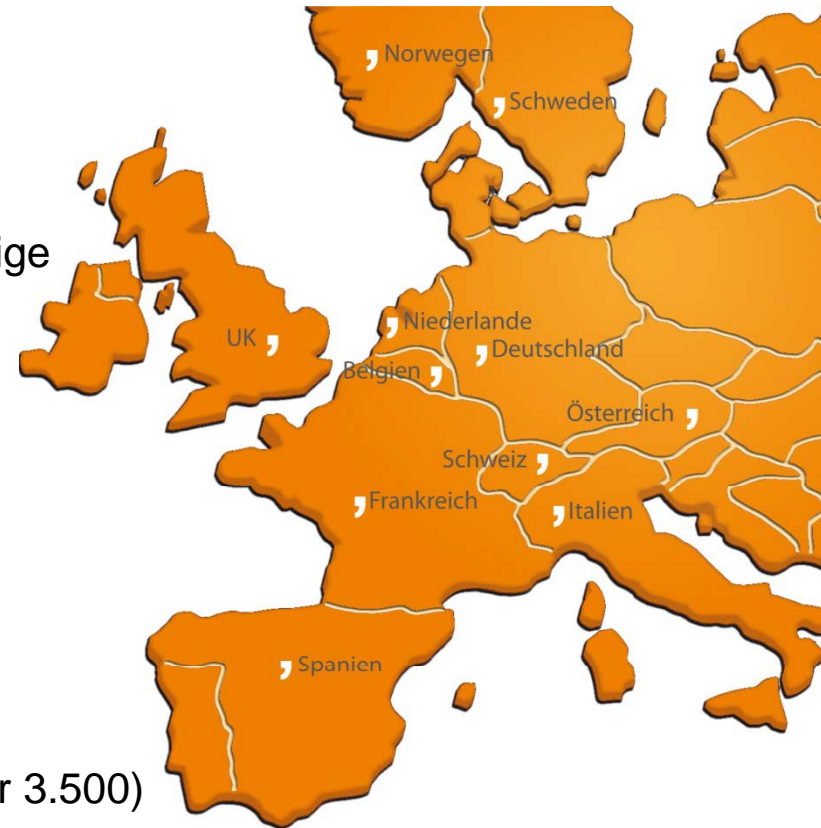 Norwegen
Schweden
ige
UK
Niederlande
Deutschland
Belgien
Österreich
Schweiz
Frankreich
Italien
Spanien
r 3.500)